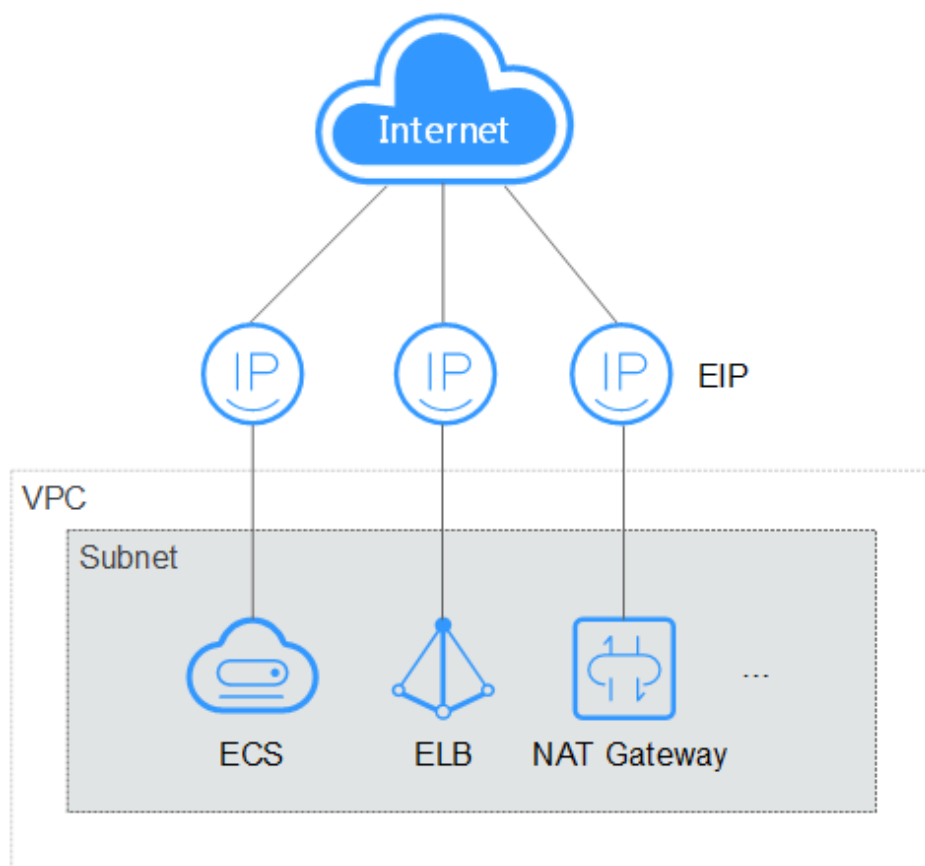 Internet
IP
IP
IP
EIP
VPC
Subnet
...
ECS
ELB
NAT Gateway